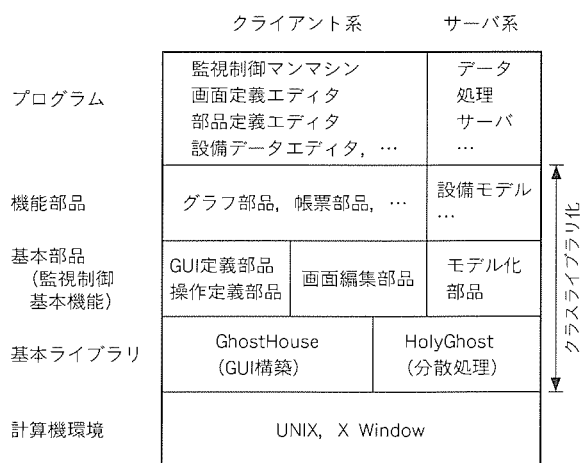 クライアント系 サーバ系
プログラム
監視制御マンマシン
画面定義エディタ
部品定義エディタ
設備データエディタ, …
データ
処理
サーバ
…
機能部品
グラフ部品, 帳票部品, …
設備モデル
…
基本部品
(監視制御
基本機能)
GUI定義部品
操作定義部品
画面編集部品
モデル化
部品
基本ライブラリ
GhostHouse
(GUI構築)
HolyGhost
(分散処理)
計算機環境
UNIX, X Window
クラスライブラリ化